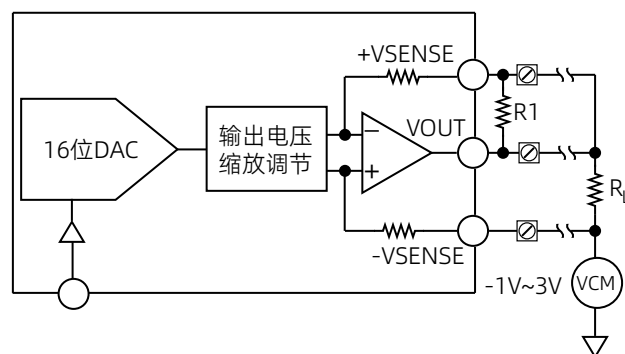 +VSENSE
R1
16位DAC
输出电压
缩放调节
VOUT
−
+
RL
-VSENSE
-1V~3V
VCM